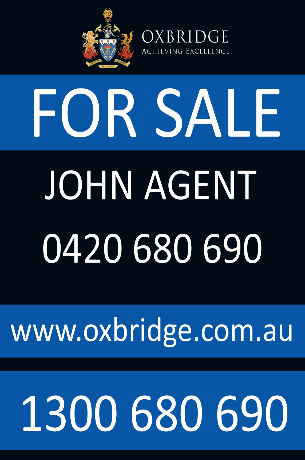 OXBRIDGE
ACHIEVING EXCELLENCE
FOR SALE
JOHN AGENT
0420 680 690
www.oxbridge.com.au
1300 680 690